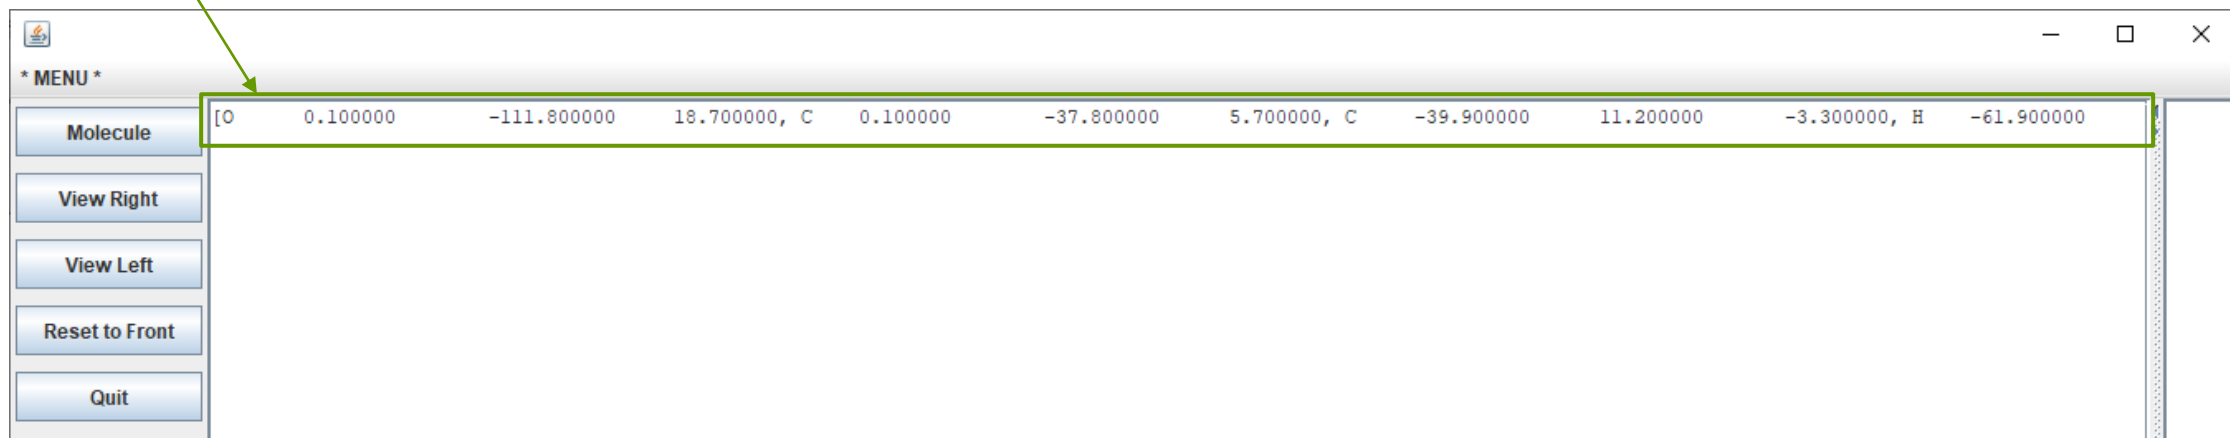 * MENU *
[O 0.100000 -111.800000 18.700000, C 0.100000 -37.800000 5.700000, C -39.900000 11.200000 -3.300000, H -61.900000
Molecule
View Right
View Left
Reset to Front
Quit